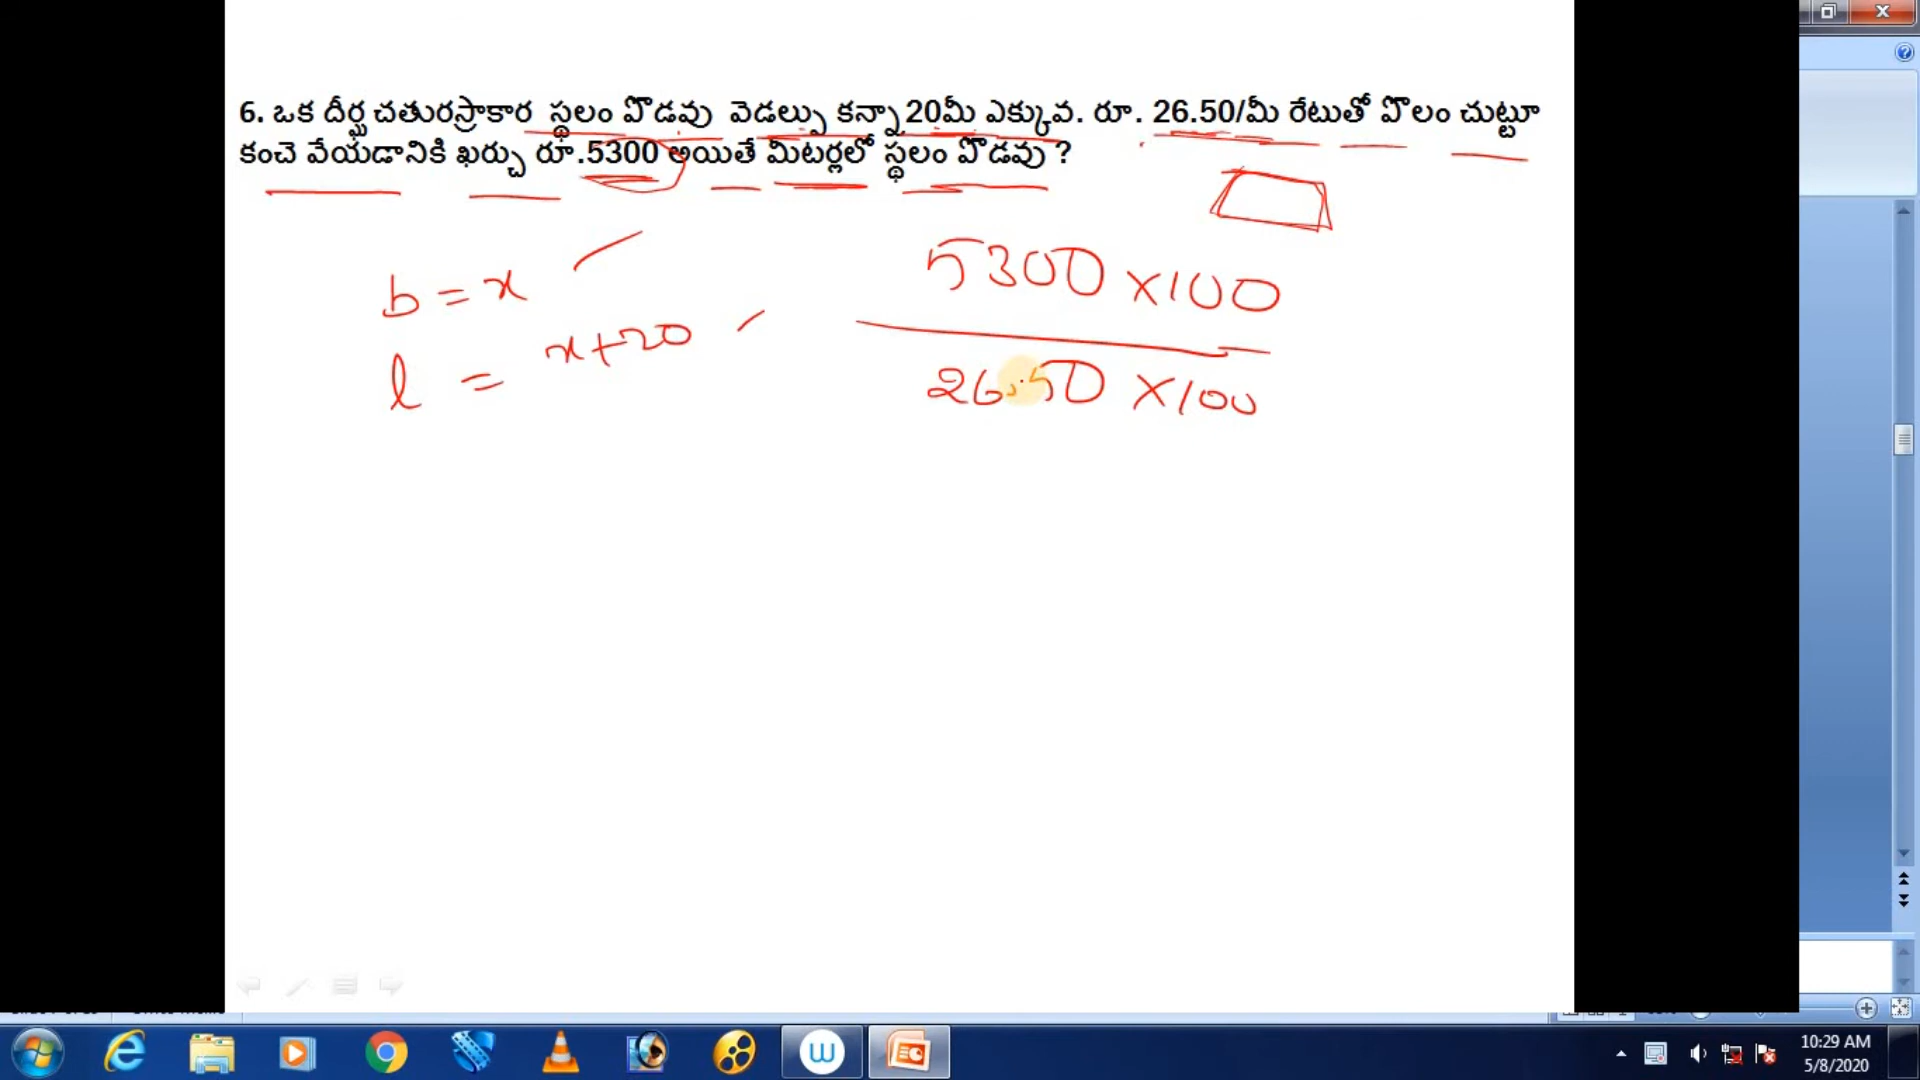 6. ఒక దీర్ఘ చతురస్రాకార స్థలం పొడవు వెడల్పు కన్నా 20మీ ఎక్కువ. రూ. 26.50/మీ రేటుతో పొలం చుట్టూ
కంచె వేయడానికి ఖర్చు రూ.5300 అయితే మీటర్లలో స్థలం పొడవు ?
b = x
l = x+20
5300 x100
26.50 x100
10:29 AM
5/8/2020